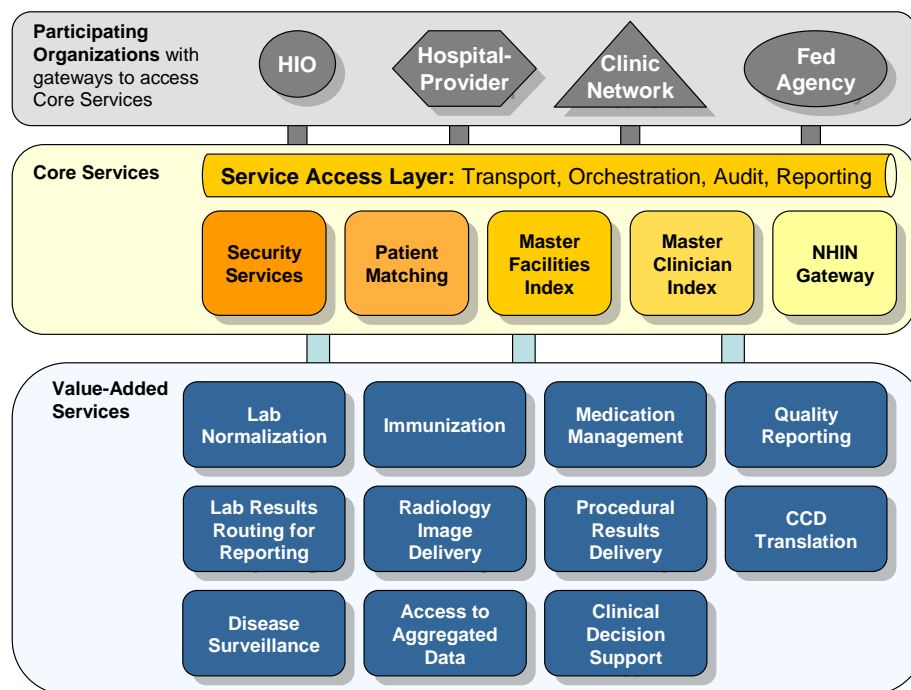 Participating
Organizations with
gateways to access
Core Services
HIO
Hospital-
Provider
Clinic
Network
Fed
Agency
Core Services
Service Access Layer: Transport, Orchestration, Audit, Reporting
Security
Services
Patient
Matching
Master
Facilities
Index
Master
Clinician
Index
NHIN
Gateway
Value-Added
Services
Lab
Normalization
Immunization
Medication
Management
Quality
Reporting
Lab Results
Routing for
Reporting
Radiology
Image
Delivery
Procedural
Results
Delivery
CCD
Translation
Disease
Surveillance
Access to
Aggregated
Data
Clinical
Decision
Support